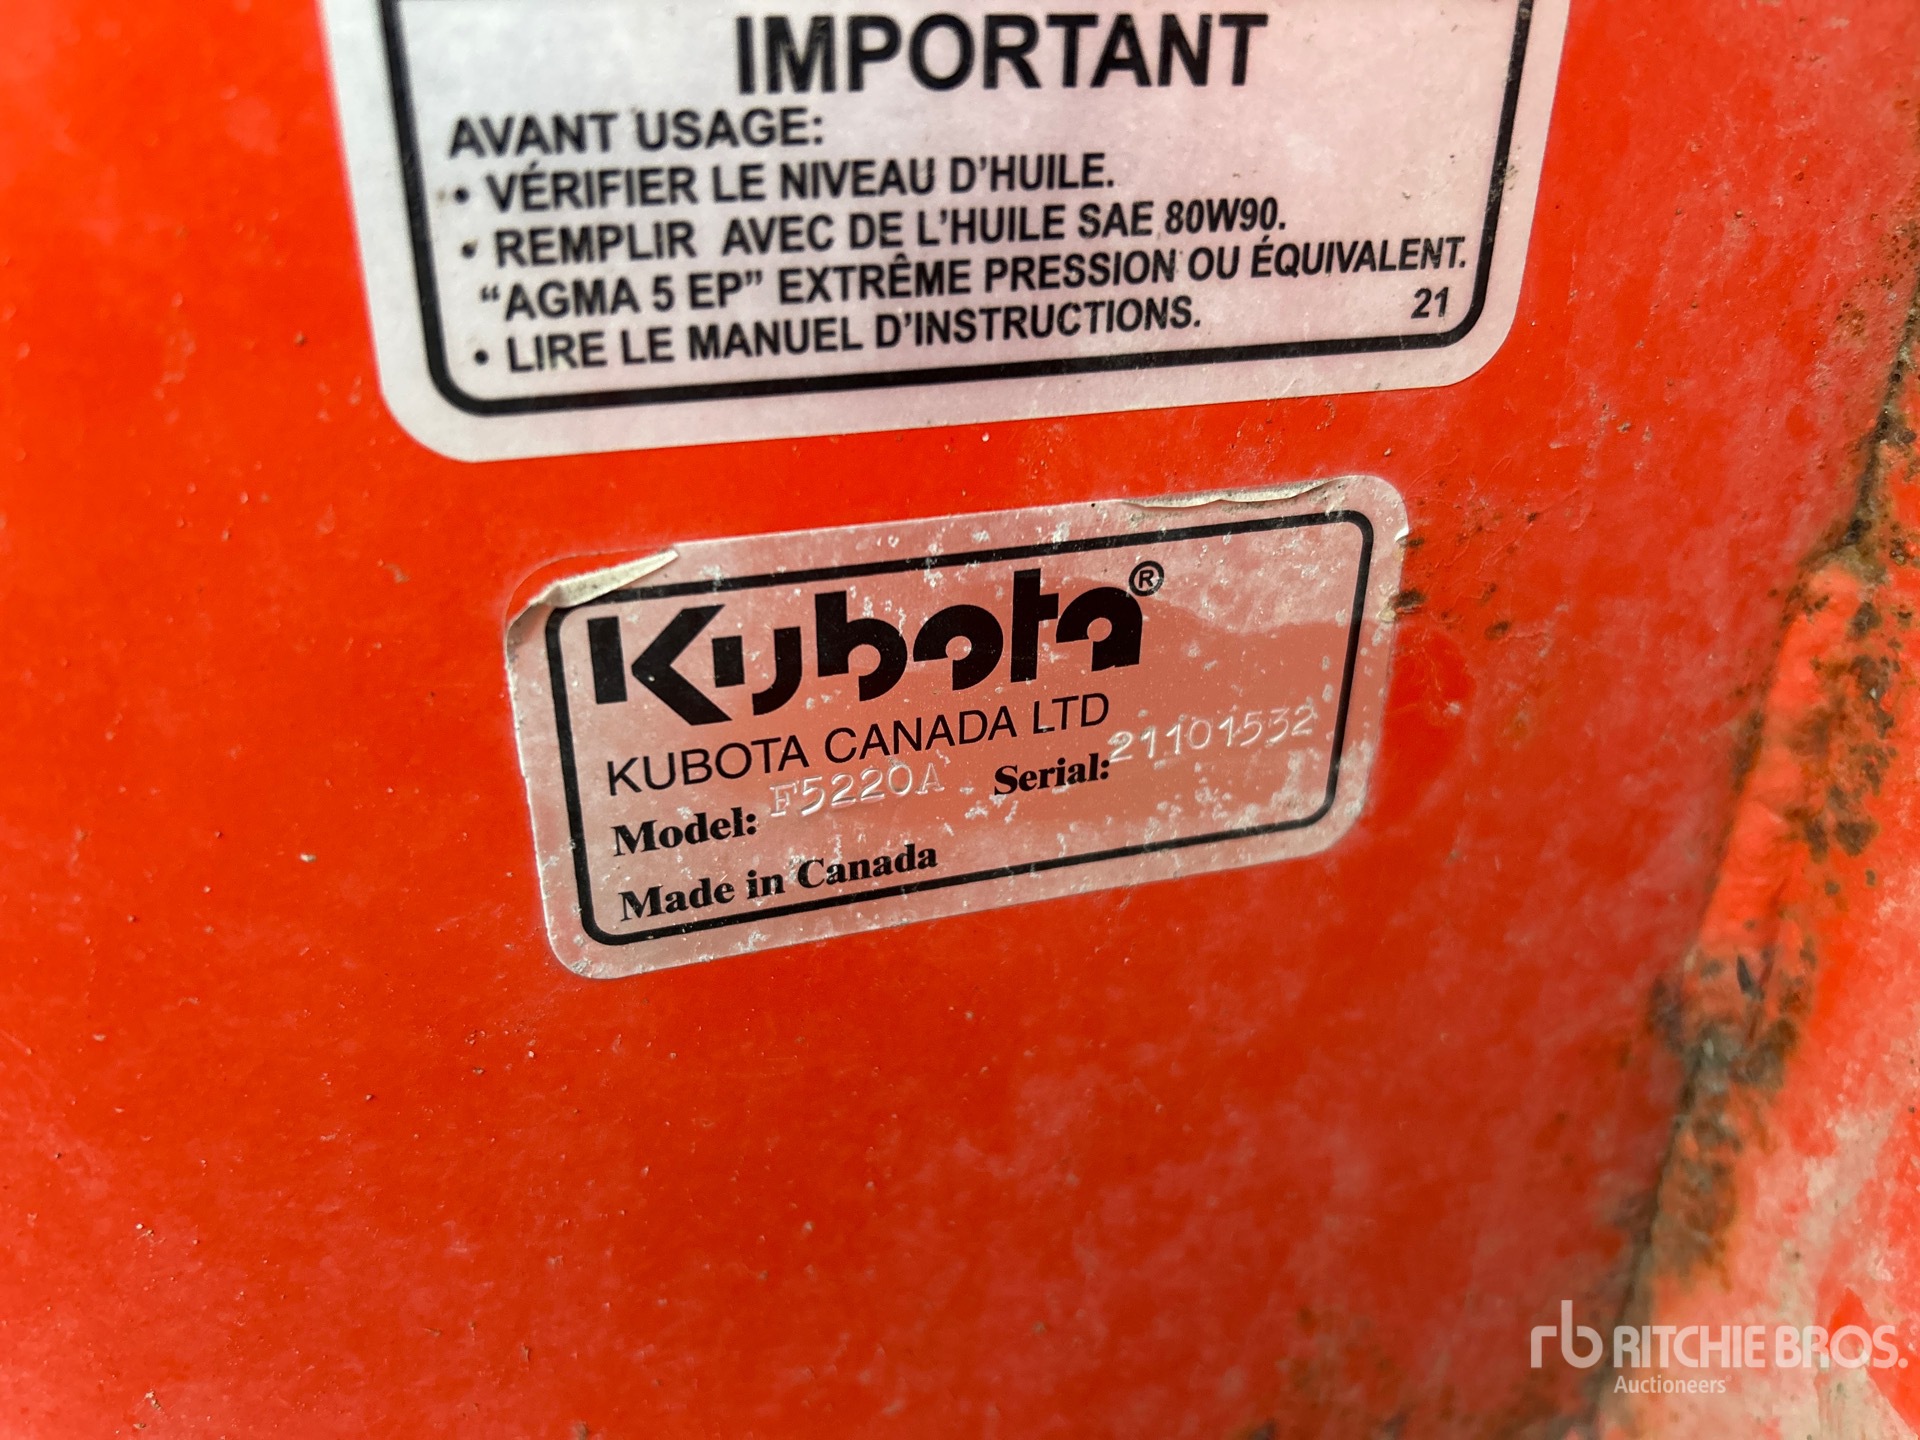 IMPORTANT
AVANT USAGE:
• VÉRIFIER LE NIVEAU D'HUILE.
• REMPLIR AVEC DE L'HUILE SAE 80W90.
"AGMA 5 EP" EXTRÊME PRESSION OU ÉQUIVALENT.
• LIRE LE MANUEL D'INSTRUCTIONS. 21
Kubota®
KUBOTA CANADA LTD
Model: F5220A Serial: 21101532
Made in Canada
rb RITCHIE BROS.
Auctioneers